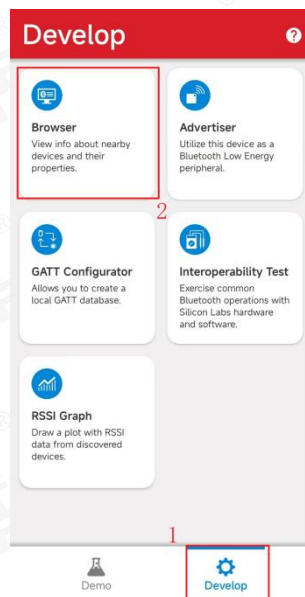 Develop
?
Browser
View info about nearby
devices and their
properties.
Advertiser
Utilize this device as a
Bluetooth Low Energy
peripheral.
2
GATT Configurator
Allows you to create a
local GATT database.
Interoperability Test
Exercise common
Bluetooth operations with
Silicon Labs hardware
and software.
RSSI Graph
Draw a plot with RSSI
data from discovered
devices.
1
Demo
Develop